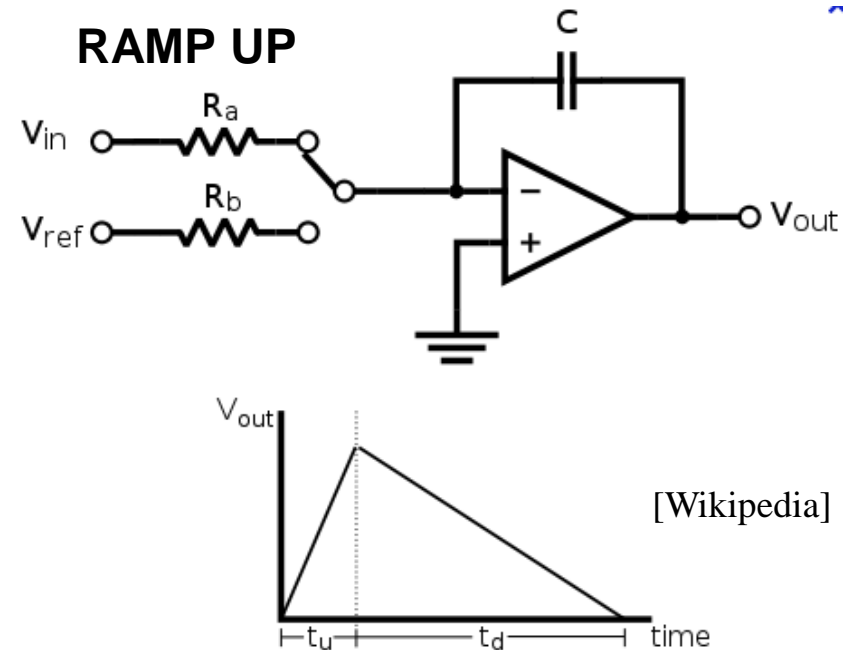 RAMP UP
C
Ra
Vin
Rb
Vref
−
+
Vout
Vout
[Wikipedia]
tu
td
time